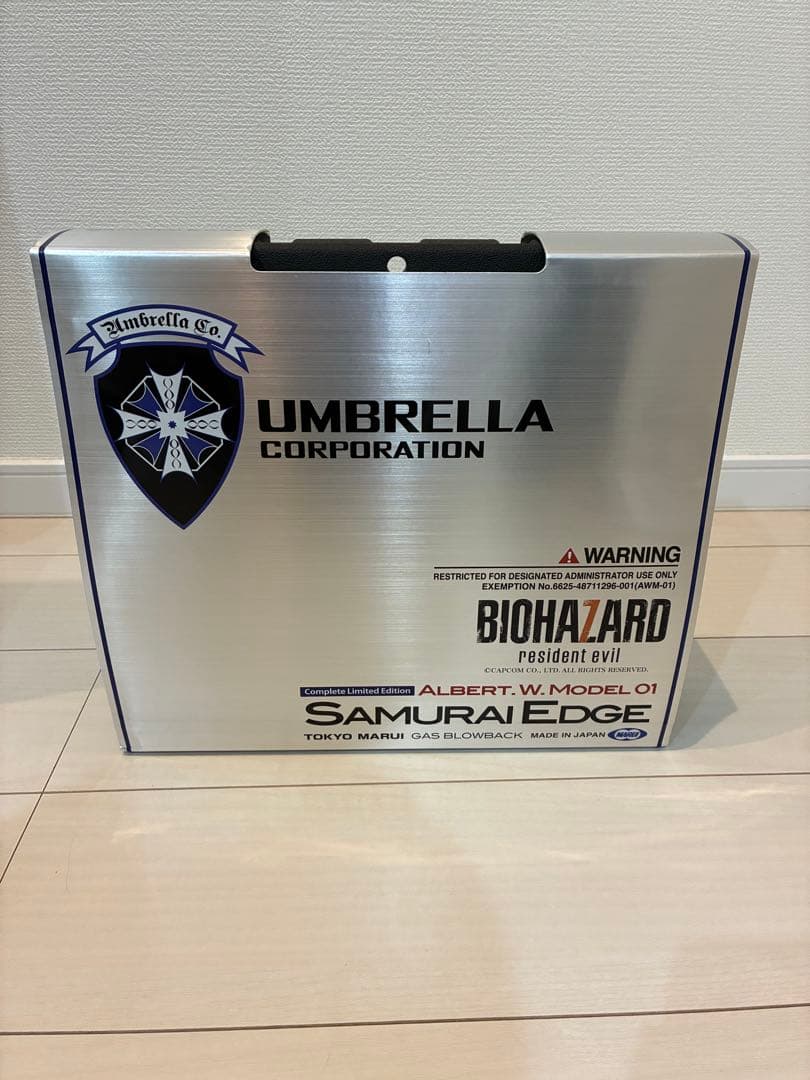 Umbrella Co.
UMBRELLA
CORPORATION
WARNING
RESTRICTED FOR DESIGNATED ADMINISTRATOR USE ONLY
EXEMPTION No.6625-48711296-001(AWM-01)
BIOHAZARD
resident evil
©CAPCOM CO., LTD. ALL RIGHTS RESERVED.
Complete Limited Edition ALBERT. W. MODEL 01
SAMURAI EDGE
TOKYO MARUI GAS BLOWBACK MADE IN JAPAN MARUI